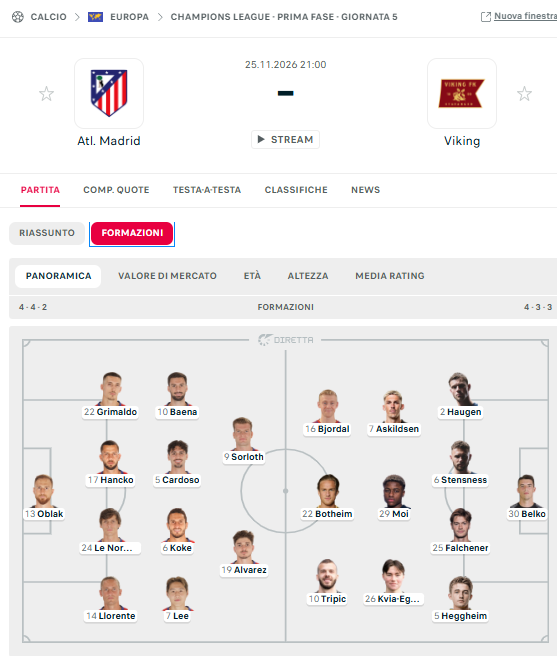 CALCIO > EUROPA > CHAMPIONS LEAGUE - PRIMA FASE - GIORNATA 5
Nuova finestra
25.11.2026 21:00
-
VIKING FK
Atl. Madrid
Viking
STREAM
PARTITA COMP. QUOTE TESTA-A-TESTA CLASSIFICHE NEWS
RIASSUNTO FORMAZIONI
PANORAMICA VALORE DI MERCATO ETÀ ALTEZZA MEDIA RATING
4 - 4 - 2 FORMAZIONI 4 - 3 - 3
DIRETTA
22 Grimaldo 10 Baena
16 Bjordal 7 Askildsen 2 Haugen
9 Sorloth
17 Hancko 5 Cardoso
6 Stensness
13 Oblak
22 Botheim 29 Moi 30 Belko
24 Le Nor... 6 Koke
25 Falchener
19 Alvarez
10 Tripic 26 Kvia-Eg...
14 Llorente 7 Lee
5 Heggheim